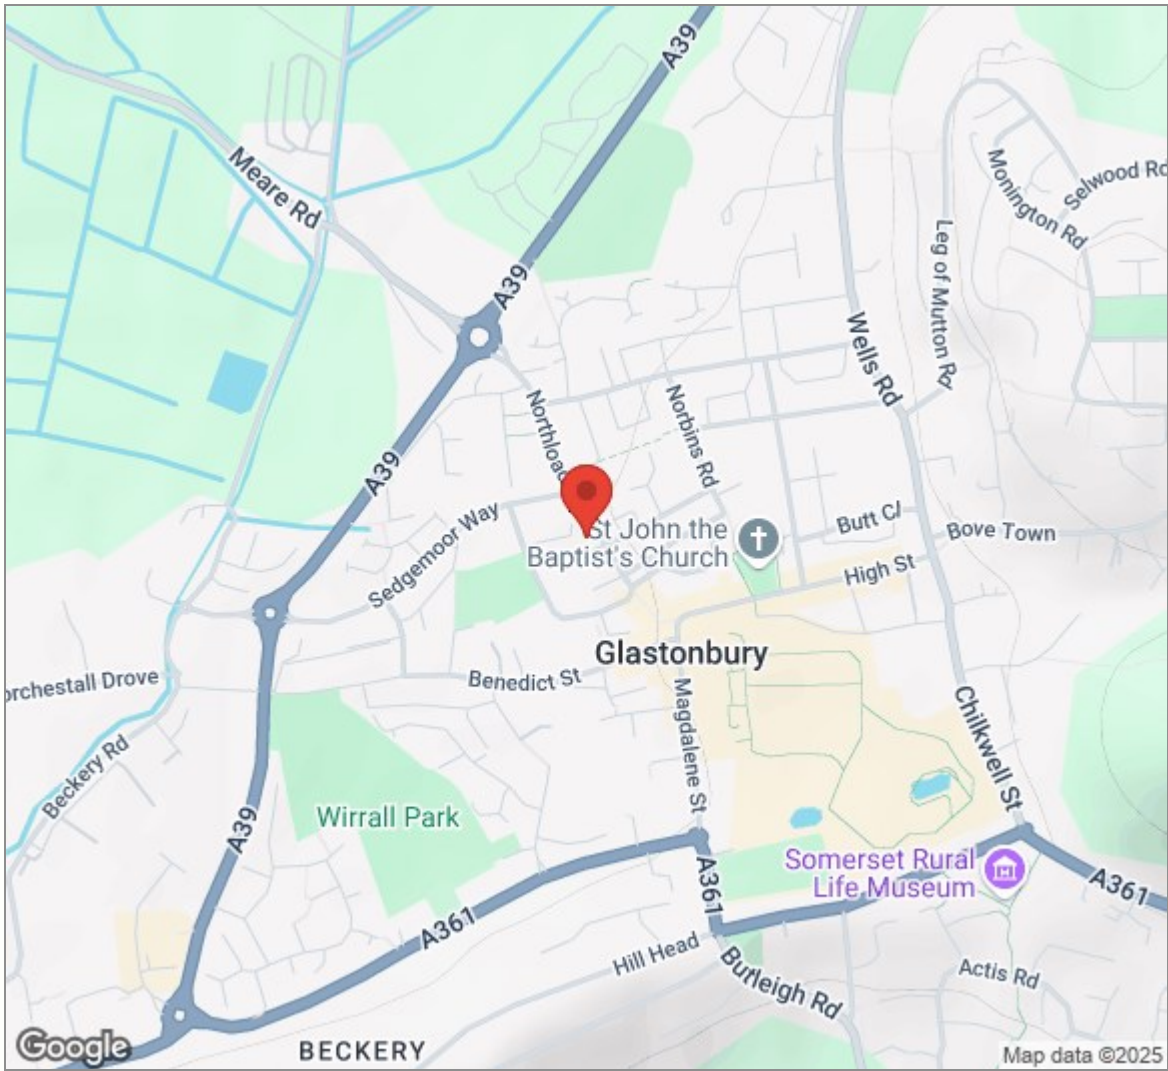 A39
Meare Rd
Monington Rd
Selwood Rd
Leg of Mutton Rd
A39
Wells Rd
Norbins Rd
A39
Sedgemoor Way
St John the
Baptist's Church
Butt Cl
Bove Town
High St
Glastonbury
Benedict St
Magdalene St
Chilkwell St
Beckery Rd
Wirrall Park
A39
Somerset Rural
Life Museum
A361
A361
A361
Hill Head
Butleigh Rd
Actis Rd
BECKERY
Google
Map data ©2025